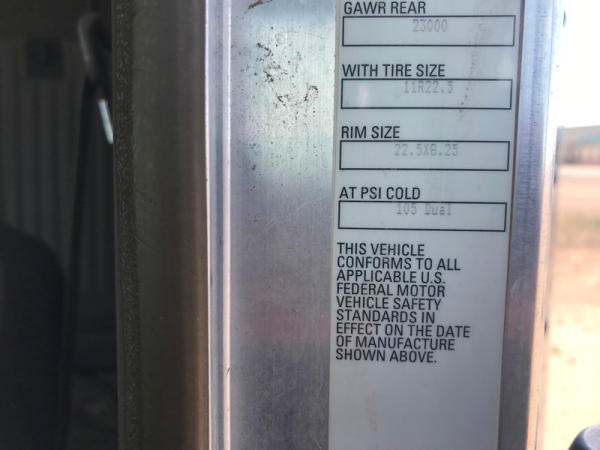 GAWR REAR
23000
WITH TIRE SIZE
11R22.5
RIM SIZE
22.5X8.25
AT PSI COLD
105 Dual
THIS VEHICLE
CONFORMS TO ALL
APPLICABLE U.S.
FEDERAL MOTOR
VEHICLE SAFETY
STANDARDS IN
EFFECT ON THE DATE
OF MANUFACTURE
SHOWN ABOVE.